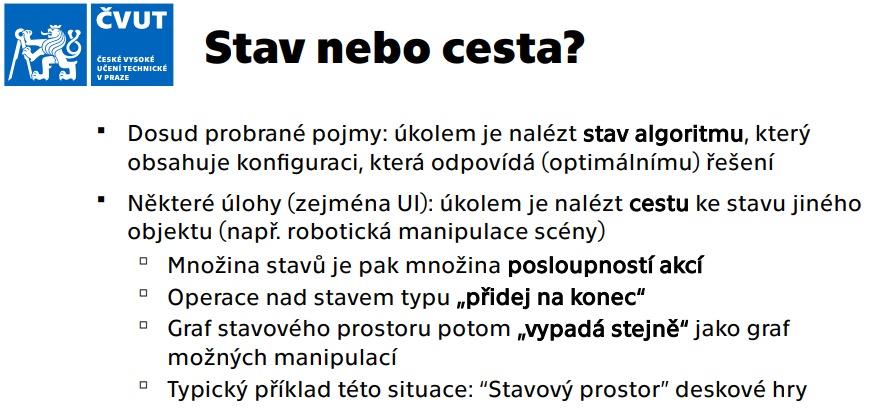 ČVUT
ČESKÉ VYSOKÉ
UČENÍ TECHNICKÉ
V PRAZE
Stav nebo cesta?
▪ Dosud probrané pojmy: úkolem je nalézt stav algoritmu, který
obsahuje konfiguraci, která odpovídá (optimálnímu) řešení
▪ Některé úlohy (zejména UI): úkolem je nalézt cestu ke stavu jiného
objektu (např. robotická manipulace scény)
▫ Množina stavů je pak množina posloupností akcí
▫ Operace nad stavem typu „přidej na konec“
▫ Graf stavového prostoru potom „vypadá stejně“ jako graf
možných manipulací
▫ Typický příklad této situace: “Stavový prostor” deskové hry